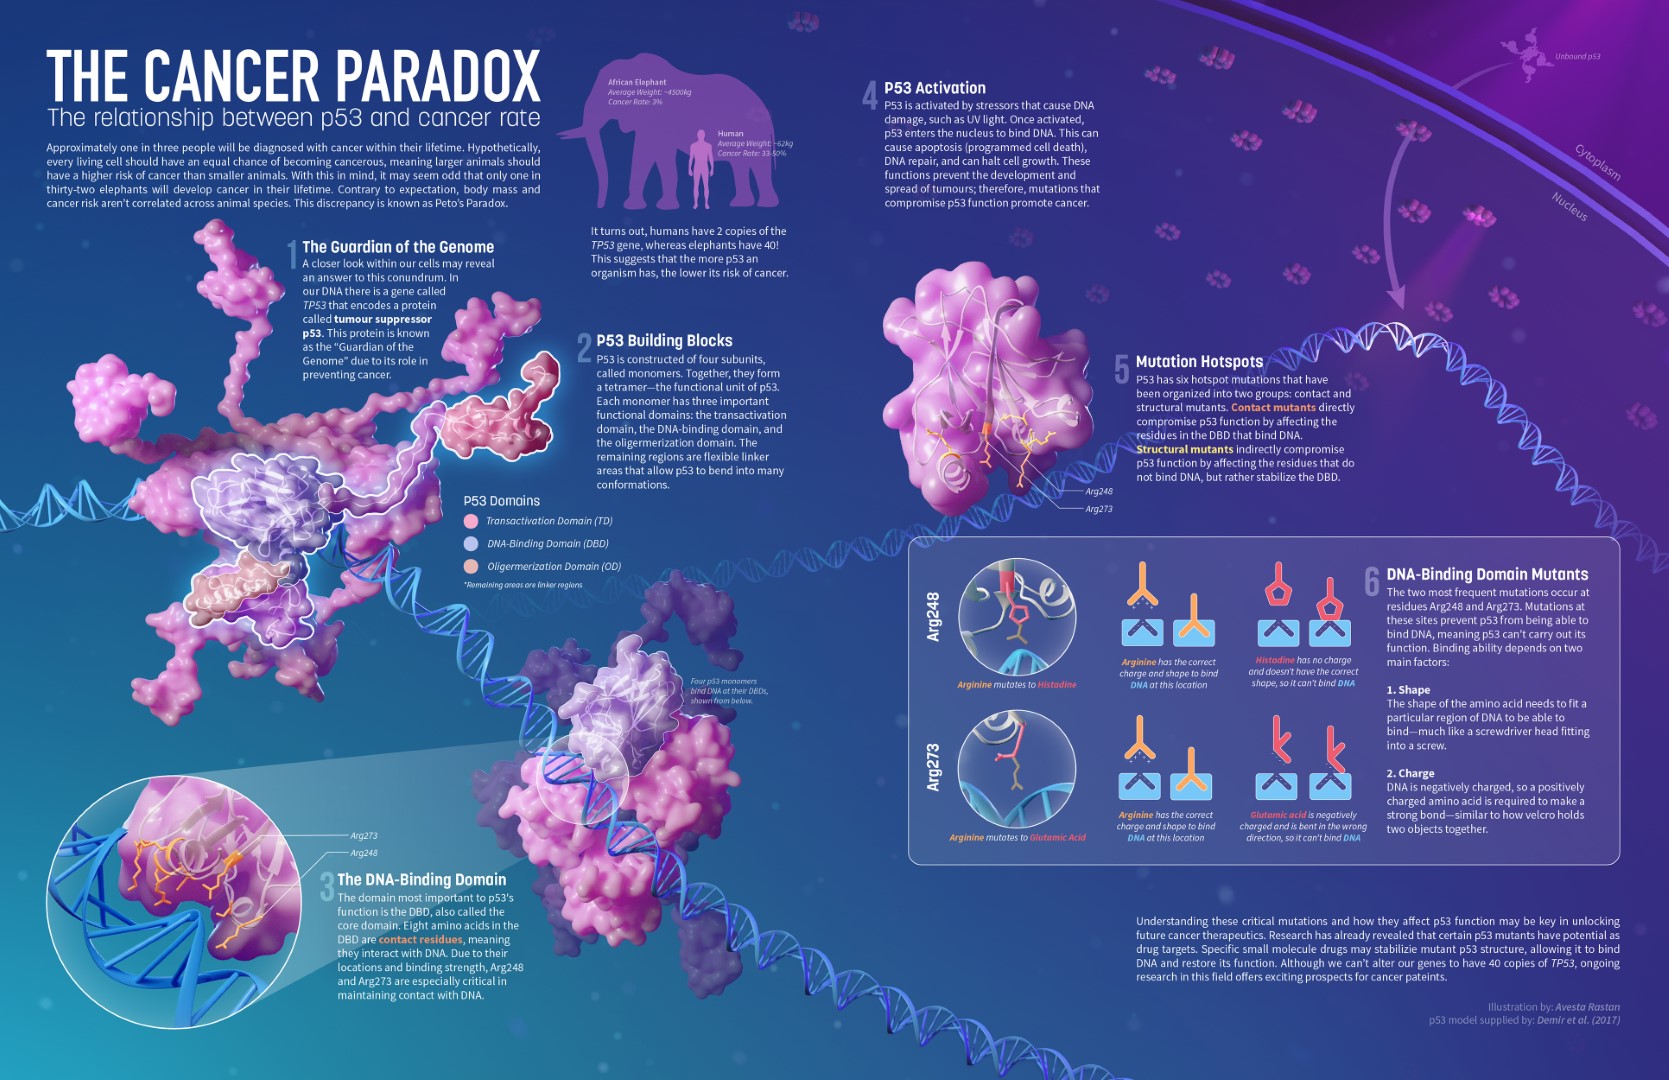 THE CANCER PARADOX
The relationship between p53 and cancer rate
Approximately one in three people will be diagnosed with cancer within their lifetime. Hypothetically,
every living cell should have an equal chance of becoming cancerous, meaning larger animals should
have a higher risk of cancer than smaller animals. With this in mind, it may seem odd that only one in
thirty-two elephants will develop cancer in their lifetime. Contrary to expectation, body mass and
cancer risk aren't correlated across animal species. This discrepancy is known as Peto's Paradox.
African Elephant
Average Weight: ~4500kg
Cancer Rate: 3%
Human
Average Weight: ~62kg
Cancer Rate: 33-50%
It turns out, humans have 2 copies of the
TP53 gene, whereas elephants have 40!
This suggests that the more p53 an
organism has, the lower its risk of cancer.
1 The Guardian of the Genome
A closer look within our cells may reveal
an answer to this conundrum. In
our DNA there is a gene called
TP53 that encodes a protein
called tumour suppressor
p53. This protein is known
as the "Guardian of the
Genome" due to its role in
preventing cancer.
2 P53 Building Blocks
P53 is constructed of four subunits,
called monomers. Together, they form
a tetramer—the functional unit of p53.
Each monomer has three important
functional domains: the transactivation
domain, the DNA-binding domain, and
the oligermerization domain. The
remaining regions are flexible linker
areas that allow p53 to bend into many
conformations.
P53 Domains
Transactivation Domain (TD)
DNA-Binding Domain (DBD)
Oligermerization Domain (OD)
*Remaining areas are linker regions
Four p53 monomers
bind DNA at their DBDs,
shown from below.
Arg273
Arg248
3 The DNA-Binding Domain
The domain most important to p53's
function is the DBD, also called the
core domain. Eight amino acids in the
DBD are contact residues, meaning
they interact with DNA. Due to their
locations and binding strength, Arg248
and Arg273 are especially critical in
maintaining contact with DNA.
4 P53 Activation
P53 is activated by stressors that cause DNA
damage, such as UV light. Once activated,
p53 enters the nucleus to bind DNA. This can
cause apoptosis (programmed cell death),
DNA repair, and can halt cell growth. These
functions prevent the development and
spread of tumours; therefore, mutations that
compromise p53 function promote cancer.
Unbound p53
Cytoplasm
Nucleus
5 Mutation Hotspots
P53 has six hotspot mutations that have
been organized into two groups: contact and
structural mutants. Contact mutants directly
compromise p53 function by affecting the
residues in the DBD that bind DNA.
Structural mutants indirectly compromise
p53 function by affecting the residues that do
not bind DNA, but rather stabilize the DBD.
Arg248
Arg273
Arg248
Arginine mutates to Histadine
Arginine has the correct
charge and shape to bind
DNA at this location
Histadine has no charge
and doesn't have the correct
shape, so it can't bind DNA
Arg273
Arginine mutates to Glutamic Acid
Arginine has the correct
charge and shape to bind
DNA at this location
Glutamic acid is negatively
charged and is bent in the wrong
direction, so it can't bind DNA
6 DNA-Binding Domain Mutants
The two most frequent mutations occur at
residues Arg248 and Arg273. Mutations at
these sites prevent p53 from being able to
bind DNA, meaning p53 can't carry out its
function. Binding ability depends on two
main factors:
1. Shape
The shape of the amino acid needs to fit a
particular region of DNA to be able to
bind—much like a screwdriver head fitting
into a screw.
2. Charge
DNA is negatively charged, so a positively
charged amino acid is required to make a
strong bond—similar to how velcro holds
two objects together.
Understanding these critical mutations and how they affect p53 function may be key in unlocking
future cancer therapeutics. Research has already revealed that certain p53 mutants have potential as
drug targets. Specific small molecule drugs may stabilizie mutant p53 structure, allowing it to bind
DNA and restore its function. Although we can't alter our genes to have 40 copies of TP53, ongoing
research in this field offers exciting prospects for cancer pateints.
Illustration by: Avesta Rastan
p53 model supplied by: Demir et al. (2017)